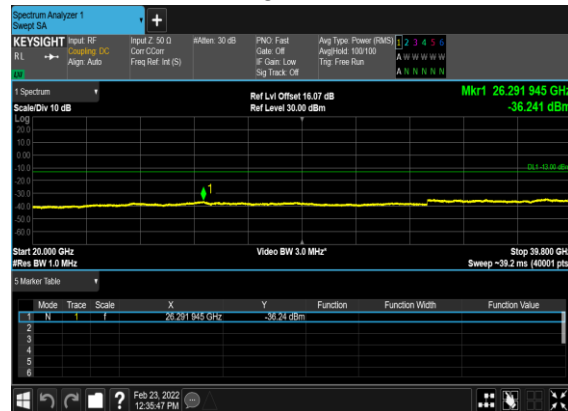 Spectrum Analyzer 1
Swept SA
+
KEYSIGHT Input: RF Input Z: 50 Ω #Atten: 30 dB PNO: Fast Avg Type: Power (RMS) 1 2 3 4 5 6
RL Coupling: DC Corr CCorr Gate: Off Avg|Hold: 100/100 A W W W W W
Align: Auto Freq Ref: Int (S) IF Gain: Low Trig: Free Run
LXI Sig Track: Off A N N N N N
1 Spectrum Ref Lvl Offset 16.07 dB Mkr1 26.291 945 GHz
Scale/Div 10 dB Ref Level 30.00 dBm -36.241 dBm
Log
20.0
10.0
0.00
-10.0 DL1 -13.00 dBm
-20.0
-30.0 1
-40.0
-50.0
-60.0
Start 20.000 GHz Video BW 3.0 MHz* Stop 39.800 GHz
#Res BW 1.0 MHz Sweep ~39.2 ms (40001 pts)
5 Marker Table
Mode Trace Scale X Y Function Function Width Function Value
1 N 1 f 26.291 945 GHz -36.24 dBm
2
3
4
5
6
? Feb 23, 2022
12:35:47 PM